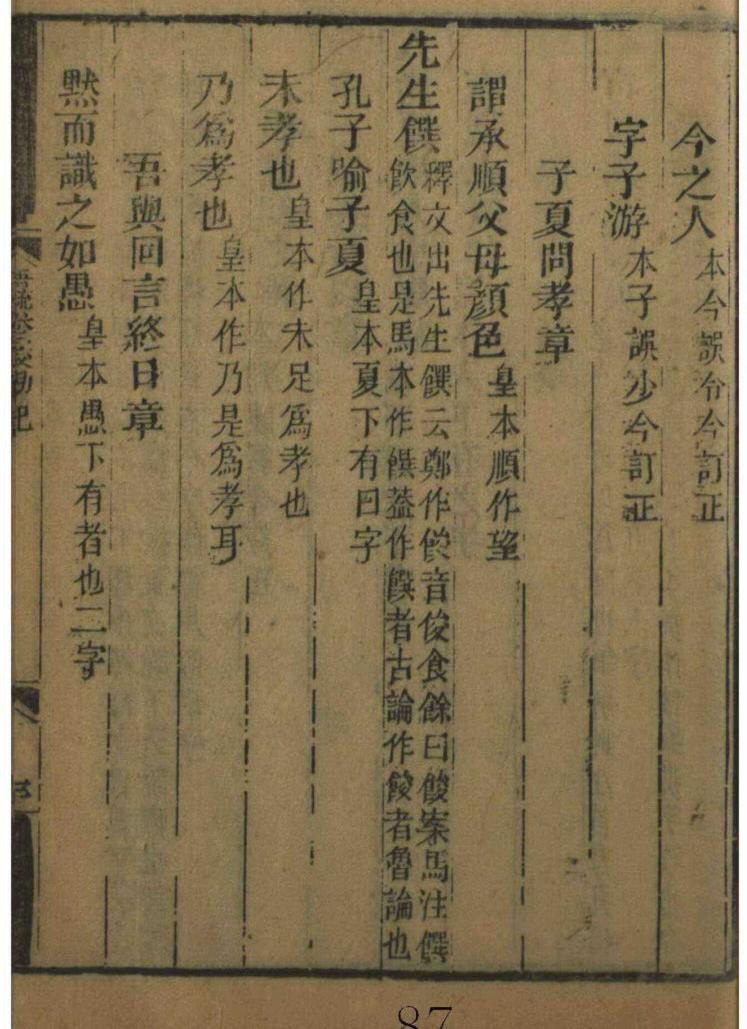 今之人本今誤令今訂正
字子游本子誤少今訂正
子夏問孝章
謂承順父母顏色皇本順作望
先生饌釋文出先生饌云鄭作餕音俊食餘曰餕案馬注饌
飲食也是馬本作饌葢作饌者古論作餕者魯論也
孔子喻子夏皇本夏下有曰字
未孝也皇本作未足爲孝也
乃爲孝也皇本作乃是爲孝耳
吾與回言終日章
默而識之如愚皇本愚下有者也二字
87